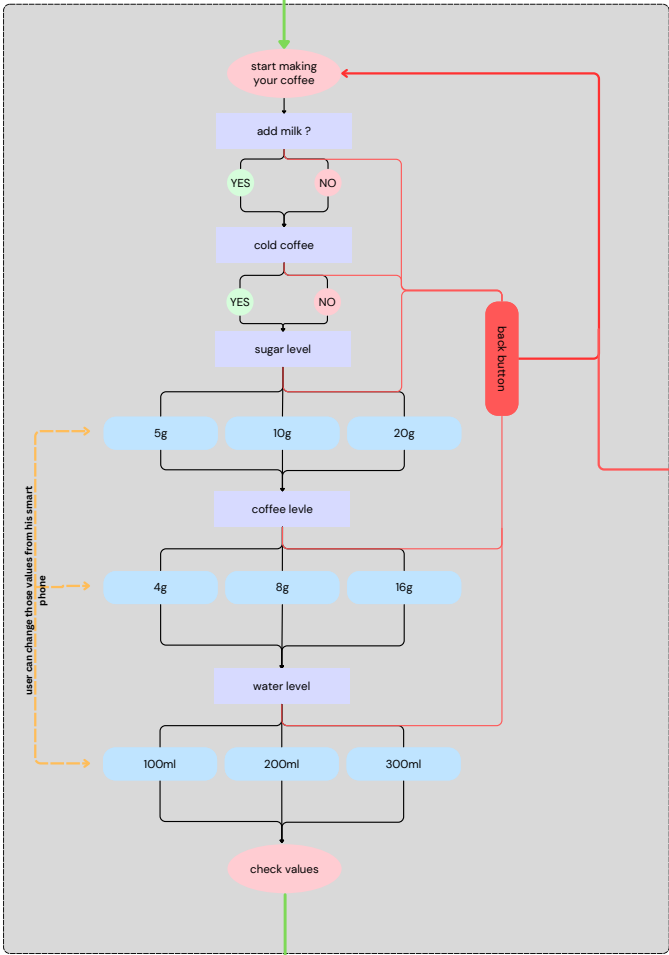 start making
your coffee
add milk ?
YES
NO
cold coffee
YES
NO
sugar level
back button
5g
10g
20g
coffee levle
user can change those values from his smart
phone
4g
8g
16g
water level
100ml
200ml
300ml
check values